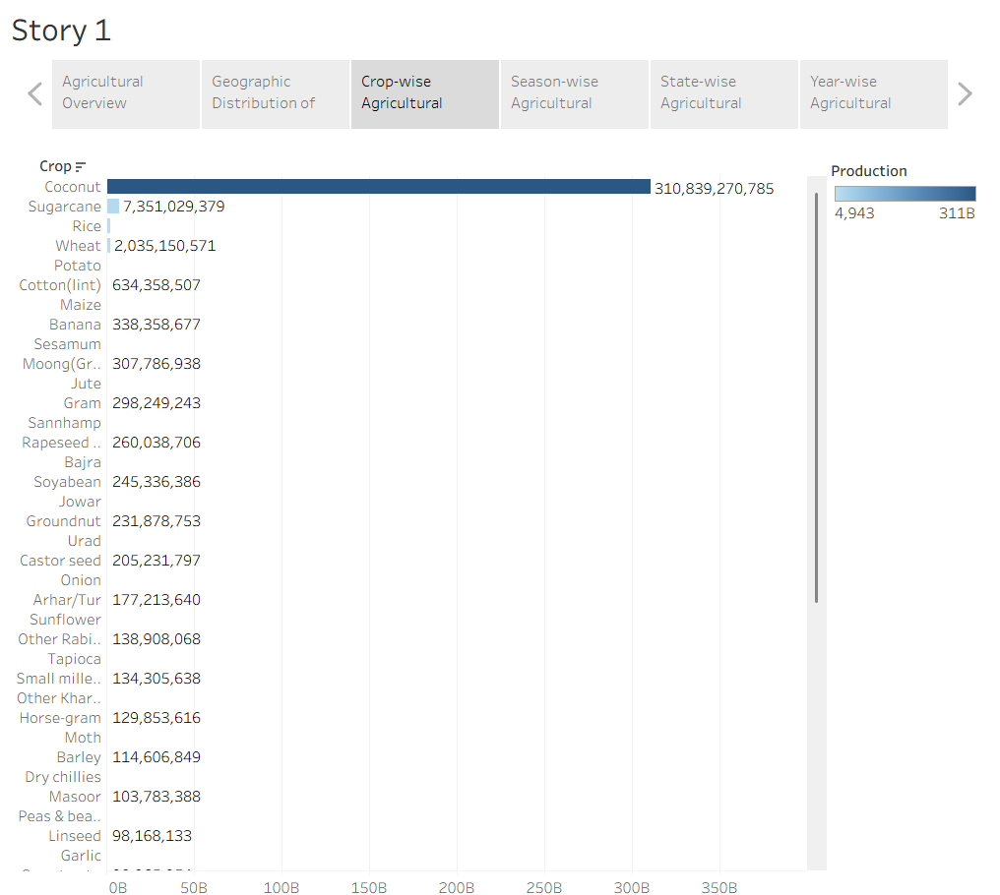 Story 1
Agricultural
Overview
Geographic
Distribution of
Crop-wise
Agricultural
Season-wise
Agricultural
State-wise
Agricultural
Year-wise
Agricultural
Crop
Production
4,943 311B
Coconut 310,839,270,785
Sugarcane 7,351,029,379
Rice
Wheat 2,035,150,571
Potato
Cotton(lint) 634,358,507
Maize
Banana 338,358,677
Sesamum
Moong(Gr.. 307,786,938
Jute
Gram 298,249,243
Sannhamp
Rapeseed .. 260,038,706
Bajra
Soyabean 245,336,386
Jowar
Groundnut 231,878,753
Urad
Castor seed 205,231,797
Onion
Arhar/Tur 177,213,640
Sunflower
Other Rabi.. 138,908,068
Tapioca
Small mille.. 134,305,638
Other Khar..
Horse-gram 129,853,616
Moth
Barley 114,606,849
Dry chillies
Masoor 103,783,388
Peas & bea..
Linseed 98,168,133
Garlic
0B 50B 100B 150B 200B 250B 300B 350B